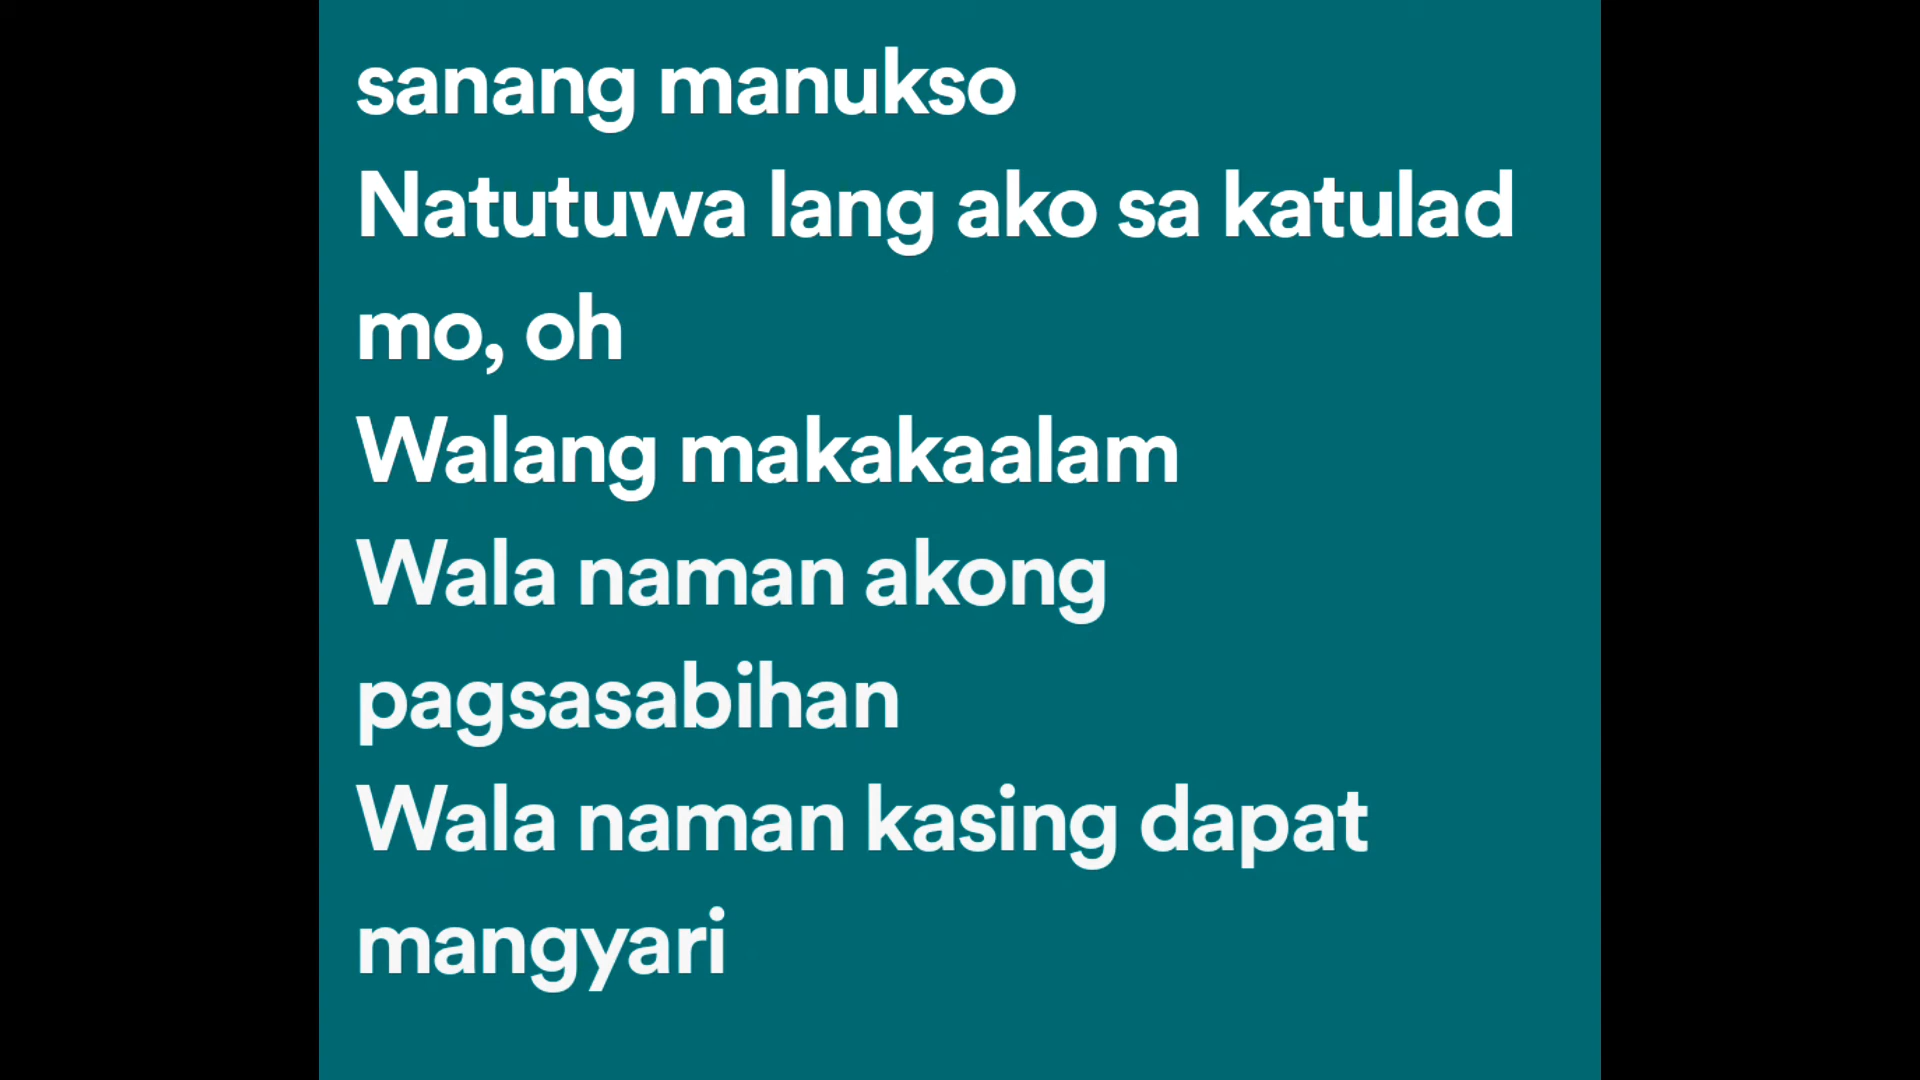 sanang manukso
Natutuwa lang ako sa katulad
mo, oh
Walang makakaalam
Wala naman akong
pagsasabihan
Wala naman kasing dapat
mangyari